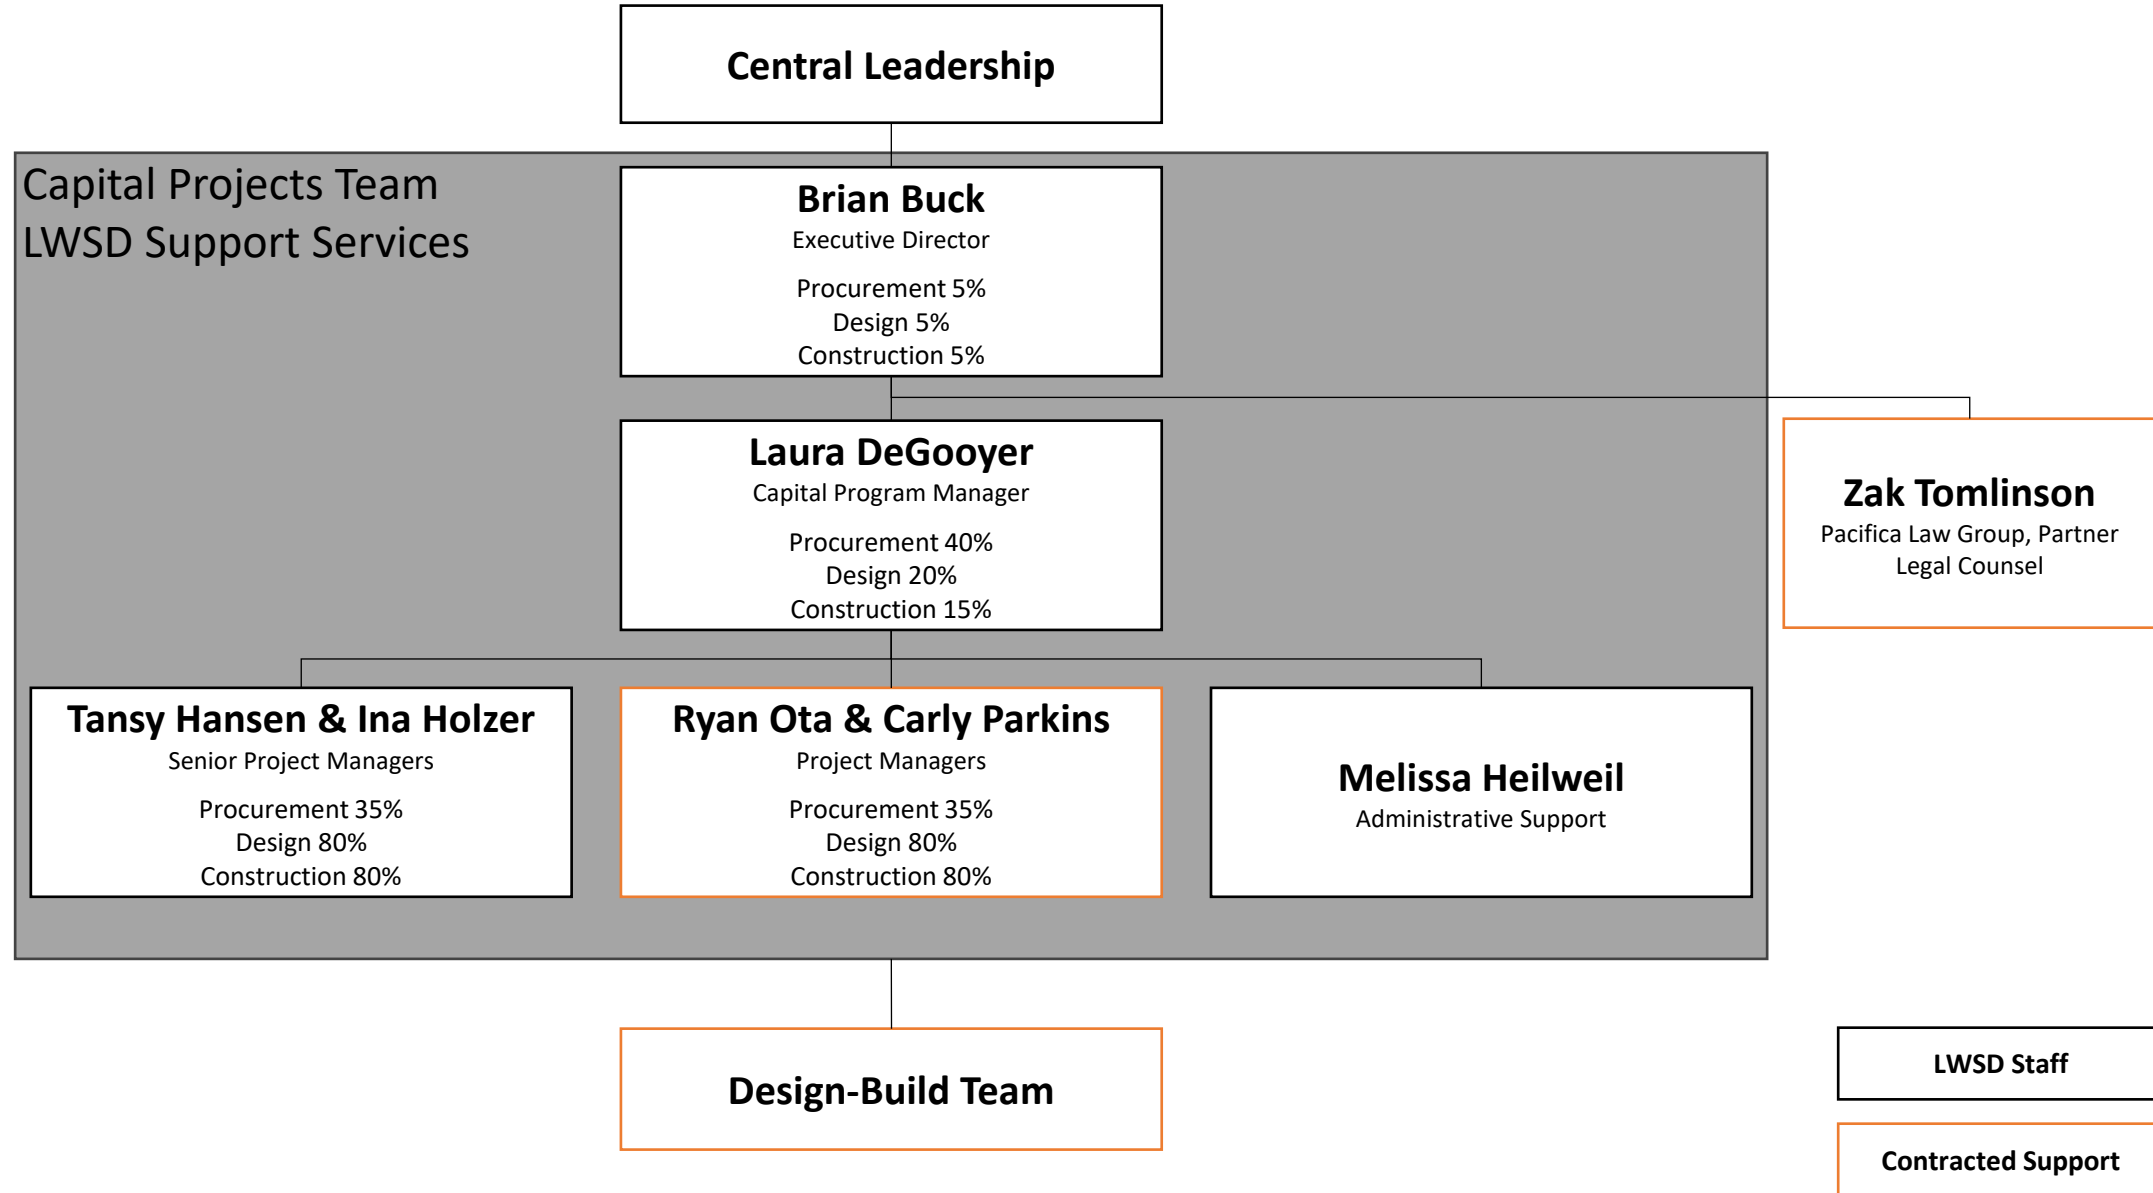 Central Leadership
Capital Projects Team
LWSD Support Services
Brian Buck
Executive Director
Procurement 5%
Design 5%
Construction 5%
Laura DeGooyer
Capital Program Manager
Procurement 40%
Design 20%
Construction 15%
Zak Tomlinson
Pacifica Law Group, Partner
Legal Counsel
Tansy Hansen & Ina Holzer
Senior Project Managers
Procurement 35%
Design 80%
Construction 80%
Ryan Ota & Carly Parkins
Project Managers
Procurement 35%
Design 80%
Construction 80%
Melissa Heilweil
Administrative Support
Design-Build Team
LWSD Staff
Contracted Support